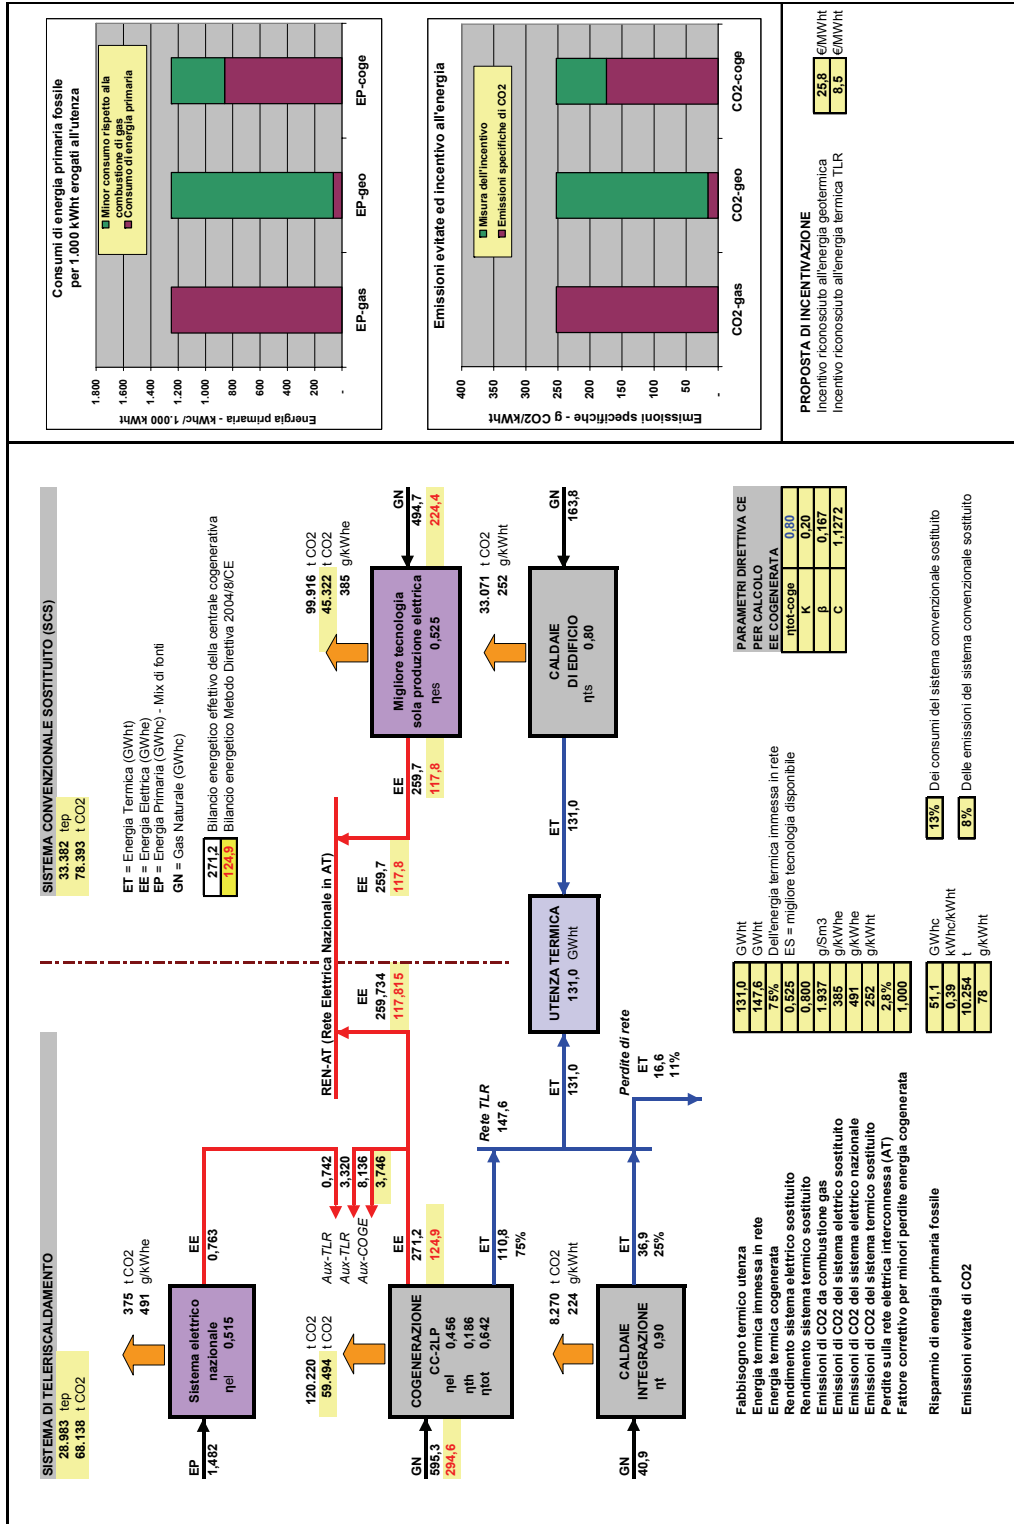 SISTEMA DI TELERISCALDAMENTO
28.983 tep
68.138 t CO2
SISTEMA CONVENZIONALE SOSTITUITO (SCS)
33.382 tep
78.393 t CO2
ET = Energia Termica (GWht)
EE = Energia Elettrica (GWhe)
EP = Energia Primaria (GWhc) - Mix di fonti
GN = Gas Naturale (GWhc)
271,2 Bilancio energetico effettivo della centrale cogenerativa
124,9 Bilancio energetico Metodo Direttiva 2004/8/CE
375 t CO2
491 g/kWhe
EP
1,482
Sistema elettrico
nazionale
ηel 0,515
EE
0,763
REN-AT (Rete Elettrica Nazionale in AT)
Aux-TLR 0,742
Aux-TLR 3,320
Aux-COGE 8,136
3,746
EE
259,734
117,815
EE
259,7
117,8
EE
259,7
117,8
99.916 t CO2
45.322 t CO2
385 g/kWhe
Migliore tecnologia
sola produzione elettrica
ηes 0,525
GN
494,7
224,4
120.220 t CO2
59.494 t CO2
GN
595,3
294,6
COGENERAZIONE
CC-2LP
ηel 0,456
ηth 0,186
ηtot 0,642
EE
271,2
124,9
ET
110,8
75%
Rete TLR
147,6
ET
131,0
UTENZA TERMICA
131,0 GWht
ET
131,0
33.071 t CO2
252 g/kWht
CALDAIE
DI EDIFICIO
ηts 0,80
GN
163,8
8.270 t CO2
224 g/kWht
GN
40,9
CALDAIE
INTEGRAZIONE
ηt 0,90
ET
36,9
25%
Perdite di rete
ET
16,6
11%
Fabbisogno termico utenza 131,0 GWht
Energia termica immessa in rete 147,6 GWht
Energia termica cogenerata 75% Dell'energia termica immessa in rete
Rendimento sistema elettrico sostituito 0,525 ES = migliore tecnologia disponibile
Rendimento sistema termico sostituito 0,800
Emissioni di CO2 da combustione gas 1.937 g/Sm3
Emissioni di CO2 del sistema elettrico sostituito 385 g/kWhe
Emissioni di CO2 del sistema elettrico nazionale 491 g/kWhe
Emissioni di CO2 del sistema termico sostituito 252 g/kWht
Perdite sulla rete elettrica interconnessa (AT) 2,8%
Fattore correttivo per minori perdite energia cogenerata 1,000
Risparmio di energia primaria fossile 51,1 GWhc 13% Dei consumi del sistema convenzionale sostituito
0,39 kWhc/kWht
Emissioni evitate di CO2 10.254 t 8% Delle emissioni del sistema convenzionale sostituito
78 g/kWht
PARAMETRI DIRETTIVA CE
PER CALCOLO
EE COGENERATA
ηtot-coge 0,80
K 0,20
β 0,167
C 1,1272
Consumi di energia primaria fossile
per 1.000 kWht erogati all'utenza
Energia primaria - kWhc/ 1.000 kWht
1.800
1.600
1.400
1.200
1.000
800
600
400
200
-
Minor consumo rispetto alla
combustione di gas
Consumo di energia primaria
EP-gas EP-geo EP-coge
Emissioni evitate ed incentivo all'energia
Emissioni specifiche - g CO2/kWht
400
350
300
250
200
150
100
50
-
Misura dell'incentivo
Emissioni specifiche di CO2
CO2-gas CO2-geo CO2-coge
PROPOSTA DI INCENTIVAZIONE
Incentivo riconosciuto all'energia geotermica 25,8 €/MWht
Incentivo riconosciuto all'energia termica TLR 8,5 €/MWht